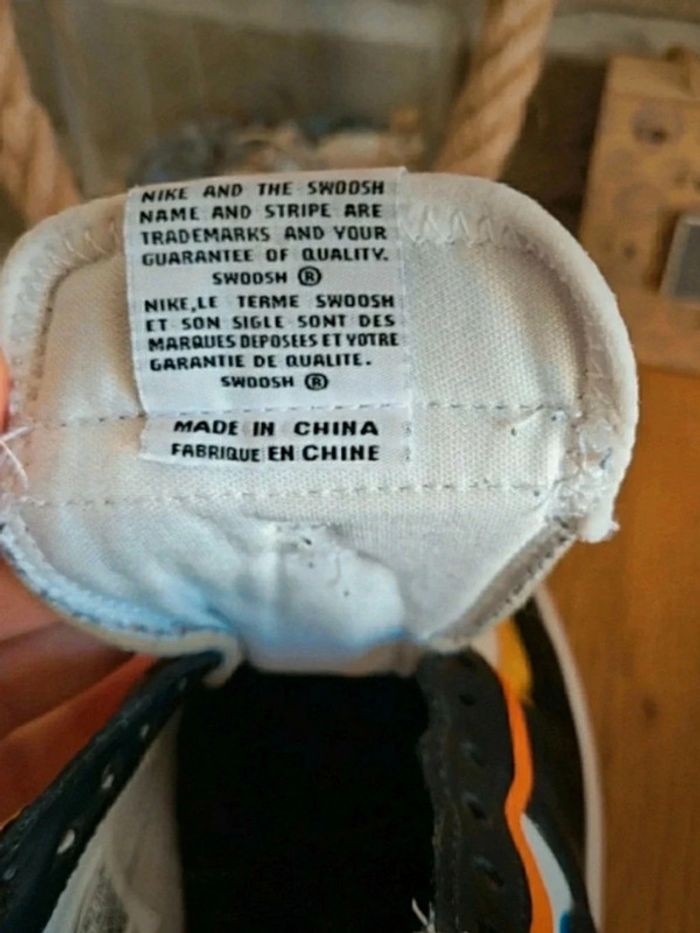 NIKE AND THE SWOOSH
NAME AND STRIPE ARE
TRADEMARKS AND YOUR
GUARANTEE OF QUALITY.
SWOOSH ®
NIKE,LE TERME SWOOSH
ET SON SIGLE SONT DES
MARQUES DEPOSEES ET VOTRE
GARANTIE DE QUALITE.
SWOOSH ®
MADE IN CHINA
FABRIQUE EN CHINE